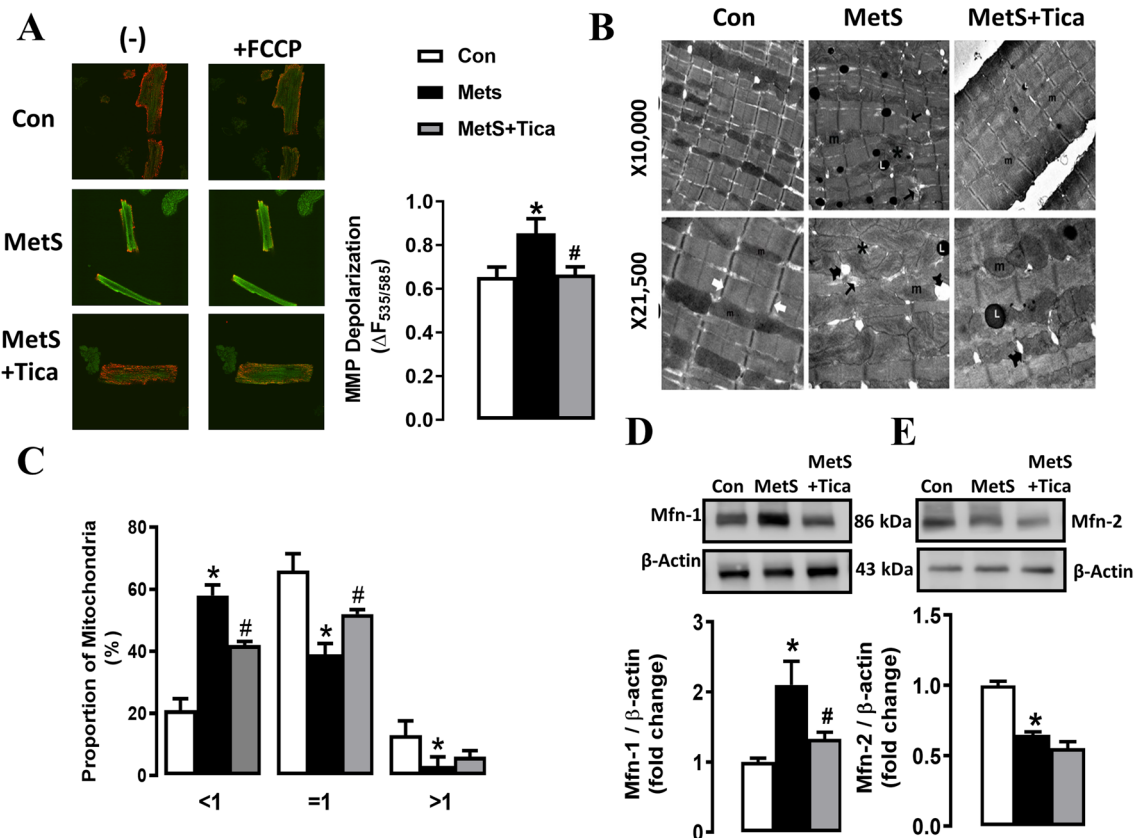 A
(-)
+FCCP
Con
MetS
MetS
+Tica
Con
Mets
MetS+Tica
MMP Depolarization
(ΔF535/585)
1.0
0.8
0.6
0.4
0.2
0.0
*
#
B
Con
MetS
MetS+Tica
X10,000
X21,500
m
*
L
L
m
m
m
*
L
m
m
L
C
Proportion of Mitochondria
(%)
80
60
40
20
0
*
#
*
#
*
<1
=1
>1
D
Con
MetS
MetS
+Tica
Mfn-1
86 kDa
β-Actin
43 kDa
Mfn-1 / β-actin
(fold change)
3
2
1
0
*
#
E
Con
MetS
MetS
+Tica
Mfn-2
β-Actin
Mfn-2 / β-actin
(fold change)
1.5
1.0
0.5
0.0
*